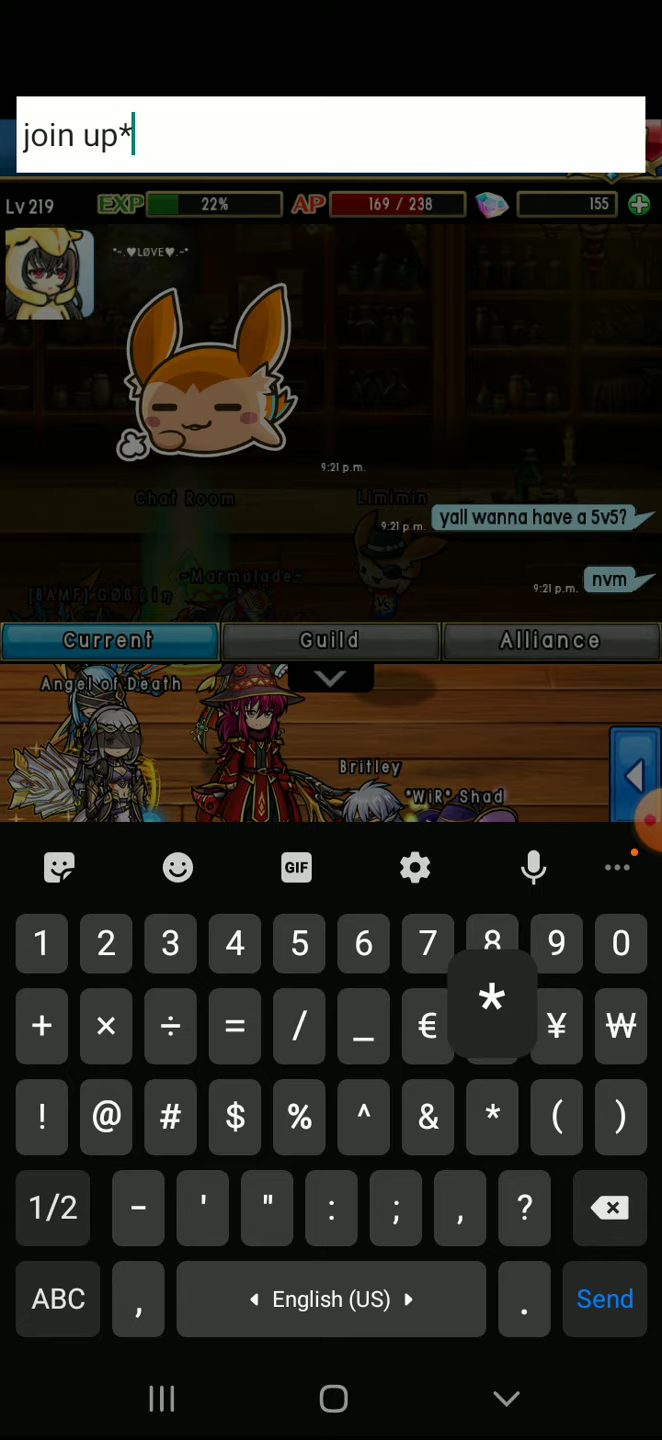 join up*
Lv 219 EXP 22% AP 169 / 238 155
*~.♥LØVE♥.~*
9:21 p.m.
Chat Room Limimin
9:21 p.m. yall wanna have a 5v5?
~Marmalade~
9:21 p.m. nvm
Current Guild Alliance
Angel of Death
Britley
*WiR* Shad
GIF
1 2 3 4 5 6 7 8 9 0
+ × ÷ = / _ € * ¥ ₩
! @ # $ % ^ & * ( )
1/2 - ' " : ; , ?
ABC , English (US) . Send